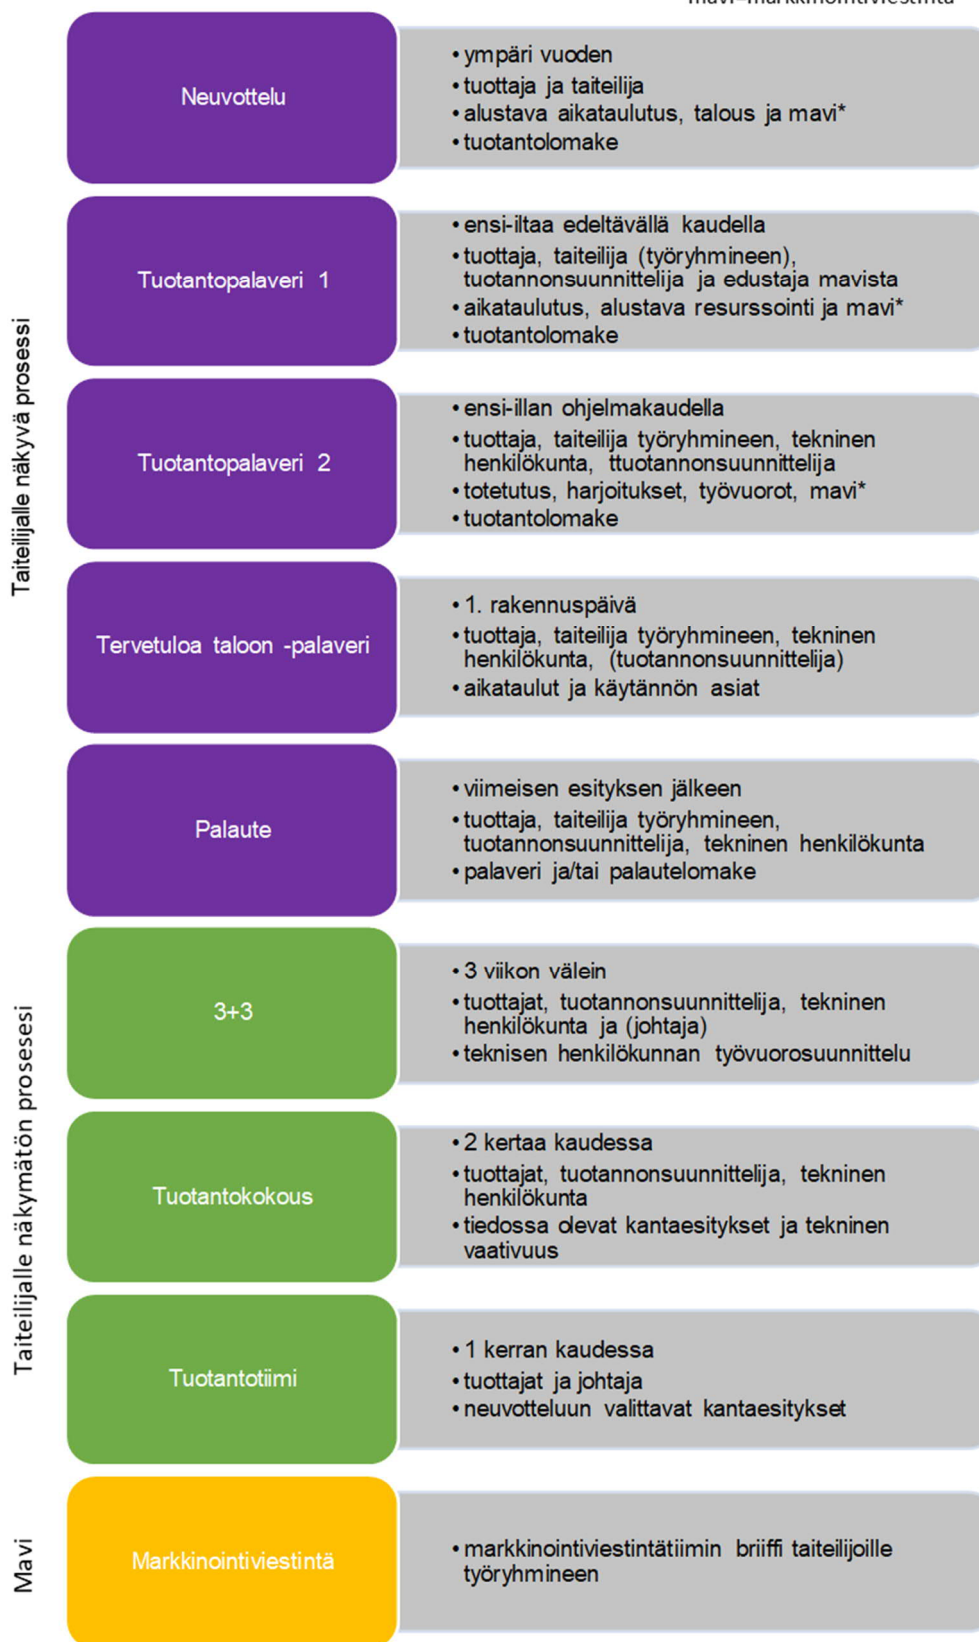 mavi=markkinointiviestintä
Taiteilijalle näkyvä prosessi
Neuvottelu
• ympäri vuoden
• tuottaja ja taiteilija
• alustava aikataulutus, talous ja mavi*
• tuotantolomake
Tuotantopalaveri 1
• ensi-iltaa edeltävällä kaudella
• tuottaja, taiteilija (työryhmineen),
tuotannonsuunnittelija ja edustaja mavista
• aikataulutus, alustava resurssointi ja mavi*
• tuotantolomake
Tuotantopalaveri 2
• ensi-illan ohjelmakaudella
• tuottaja, taiteilija työryhmineen, tekninen
henkilökunta, ttuotannonsuunnittelija
• totetutus, harjoitukset, työvuorot, mavi*
• tuotantolomake
Tervetuloa taloon -palaveri
• 1. rakennuspäivä
• tuottaja, taiteilija työryhmineen, tekninen
henkilökunta, (tuotannonsuunnittelija)
• aikataulut ja käytännön asiat
Palaute
• viimeisen esityksen jälkeen
• tuottaja, taiteilija työryhmineen,
tuotannonsuunnittelija, tekninen henkilökunta
• palaveri ja/tai palautelomake
Taiteilijalle näkymätön prosesesi
3+3
• 3 viikon välein
• tuottajat, tuotannonsuunnittelija, tekninen
henkilökunta ja (johtaja)
• teknisen henkilökunnan työvuorosuunnittelu
Tuotantokokous
• 2 kertaa kaudessa
• tuottajat, tuotannonsuunnittelija, tekninen
henkilökunta
• tiedossa olevat kantaesitykset ja tekninen
vaativuus
Tuotantotiimi
• 1 kerran kaudessa
• tuottajat ja johtaja
• neuvotteluun valittavat kantaesitykset
Mavi
Markkinointiviestintä
• markkinointiviestintätiimin briiffi taiteilijoille
työryhmineen